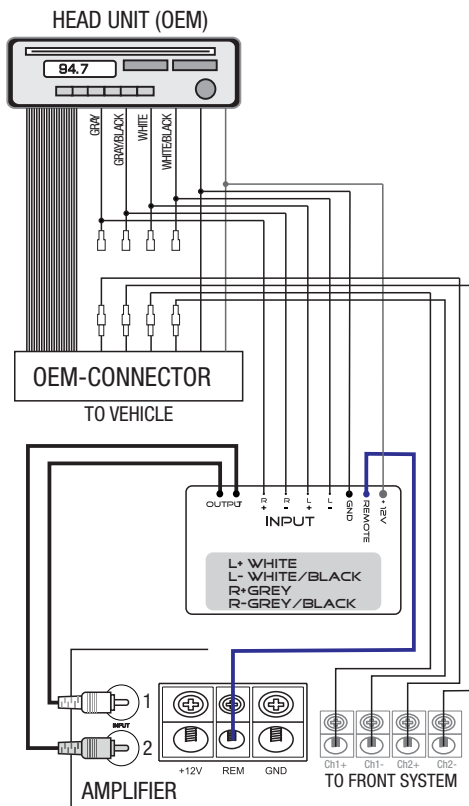 HEAD UNIT (OEM)
94.7
GRAY
GRAY/BLACK
WHITE
WHITE/BLACK
OEM-CONNECTOR
TO VEHICLE
OUTPUT
R +
R -
L +
L -
GND
REMOTE
+ 12V
INPUT
L+ WHITE
L- WHITE/BLACK
R+GREY
R-GREY/BLACK
1
INPUT
2
AMPLIFIER
+12V
REM
GND
Ch1+
Ch1-
Ch2+
Ch2-
TO FRONT SYSTEM